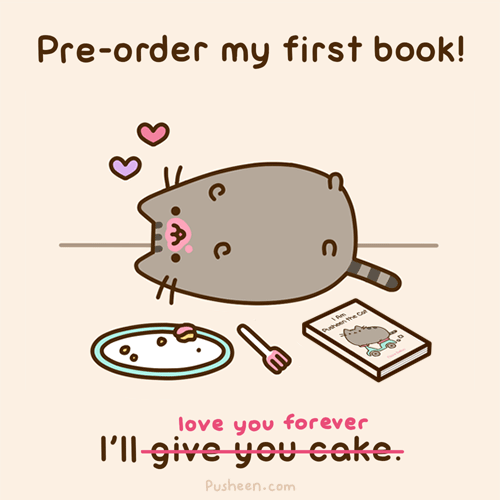 Pre-order my first book!
I Am
Pusheen the Cat
love you forever
I'll give you cake.
Pusheen.com